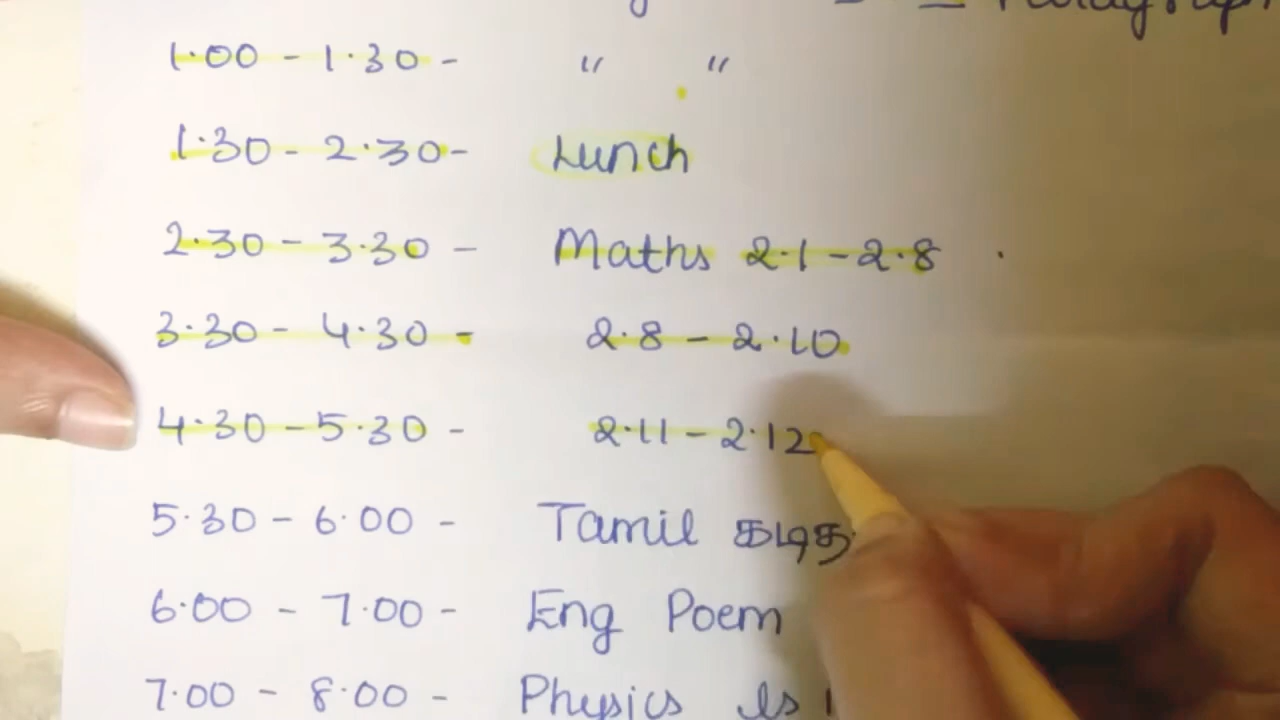 1.00 - 1.30 - " "
1.30 - 2.30 - Lunch
2.30 - 3.30 - Maths 2.1 - 2.8
3.30 - 4.30 - 2.8 - 2.10
4.30 - 5.30 - 2.11 - 2.12
5.30 - 6.00 - Tamil
6.00 - 7.00 - Eng Poem
7.00 - 8.00 - Physics ls 1